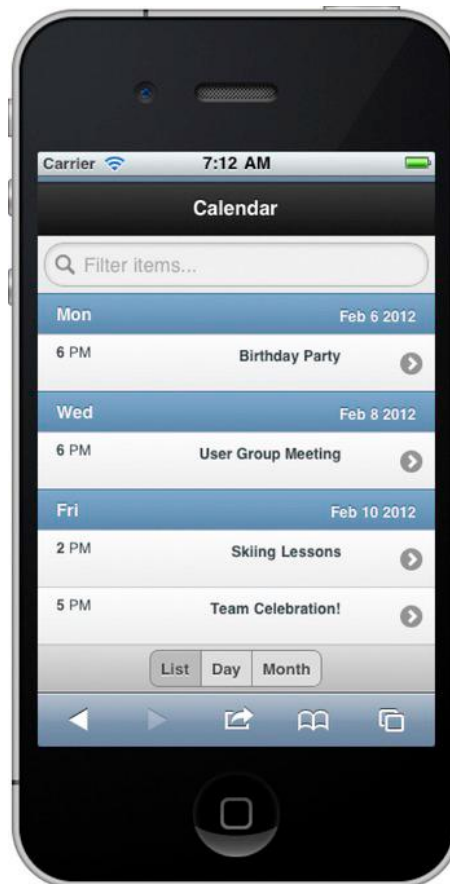 Carrier 7:12 AM
Calendar
Filter items...
Mon Feb 6 2012
6 PM Birthday Party
Wed Feb 8 2012
6 PM User Group Meeting
Fri Feb 10 2012
2 PM Skiing Lessons
5 PM Team Celebration!
List Day Month